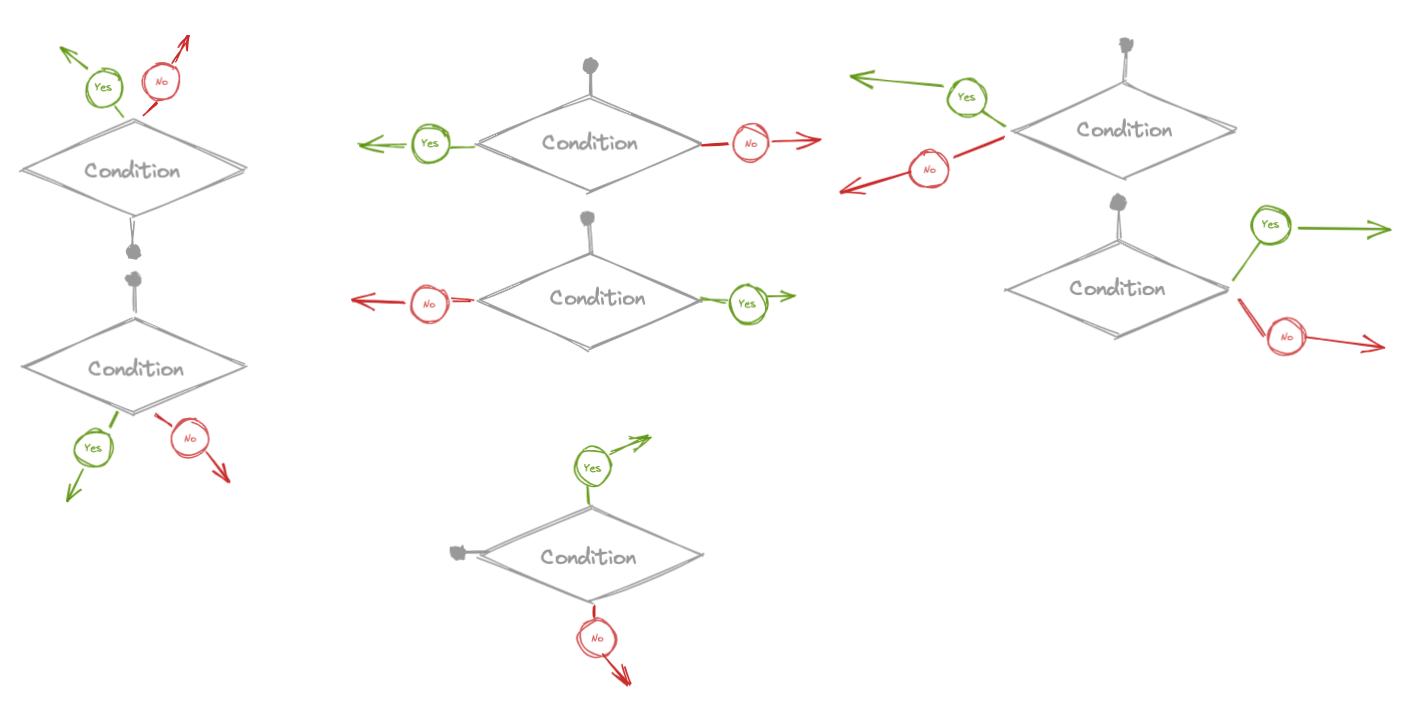 Yes
No
Condition
Condition
Yes
No
Yes
Condition
No
No
Condition
Yes
Yes
Condition
No
Yes
No
Condition
Condition
Yes
No